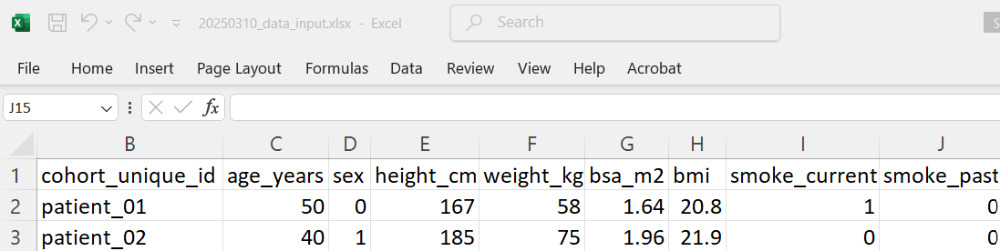 20250310_data_input.xlsx - Excel Search S
File Home Insert Page Layout Formulas Data Review View Help Acrobat
J15 fx
B C D E F G H I J
1 cohort_unique_id age_years sex height_cm weight_kg bsa_m2 bmi smoke_current smoke_past
2 patient_01 50 0 167 58 1.64 20.8 1 0
3 patient_02 40 1 185 75 1.96 21.9 0 0